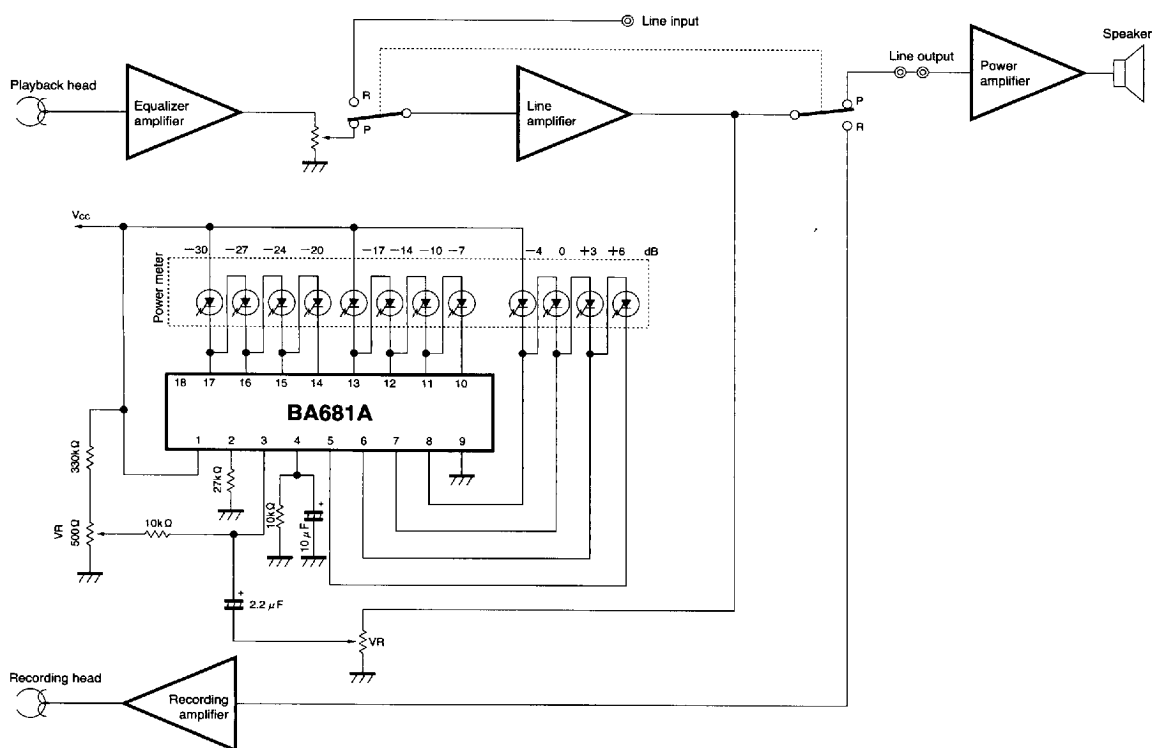 Line input
Speaker
Line output
Power
amplifier
Playback head
Equalizer
amplifier
R
P
Line
amplifier
P
R
Vcc
−30 −27 −24 −20 −17 −14 −10 −7 −4 0 +3 +6 dB
Power meter
18 17 16 15 14 13 12 11 10
BA681A
1 2 3 4 5 6 7 8 9
330kΩ
27kΩ
VR
500Ω
10kΩ
10kΩ
10µF
+
+
2.2µF
VR
Recording head
Recording
amplifier